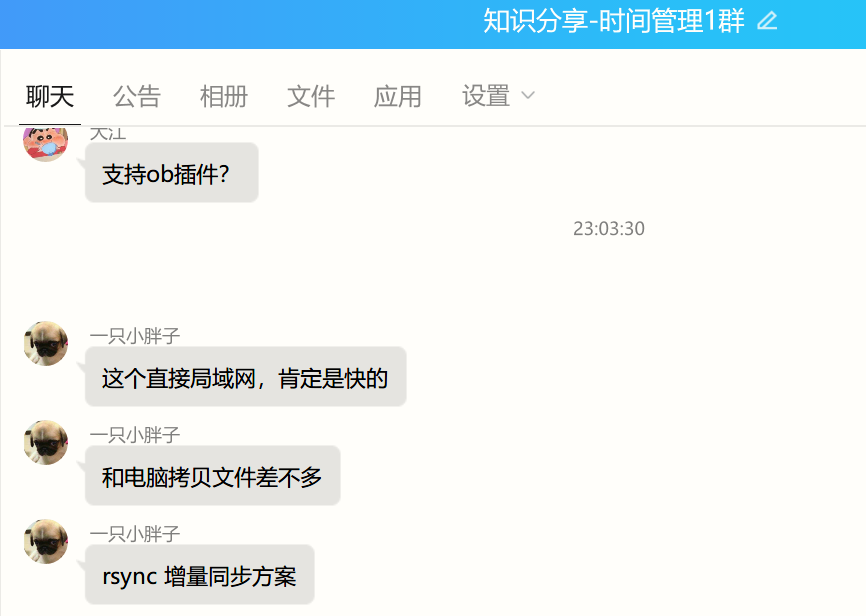 知识分享-时间管理1群
聊天 公告 相册 文件 应用 设置
大江
支持ob插件？
23:03:30
一只小胖子
这个直接局域网，肯定是快的
一只小胖子
和电脑拷贝文件差不多
一只小胖子
rsync 增量同步方案